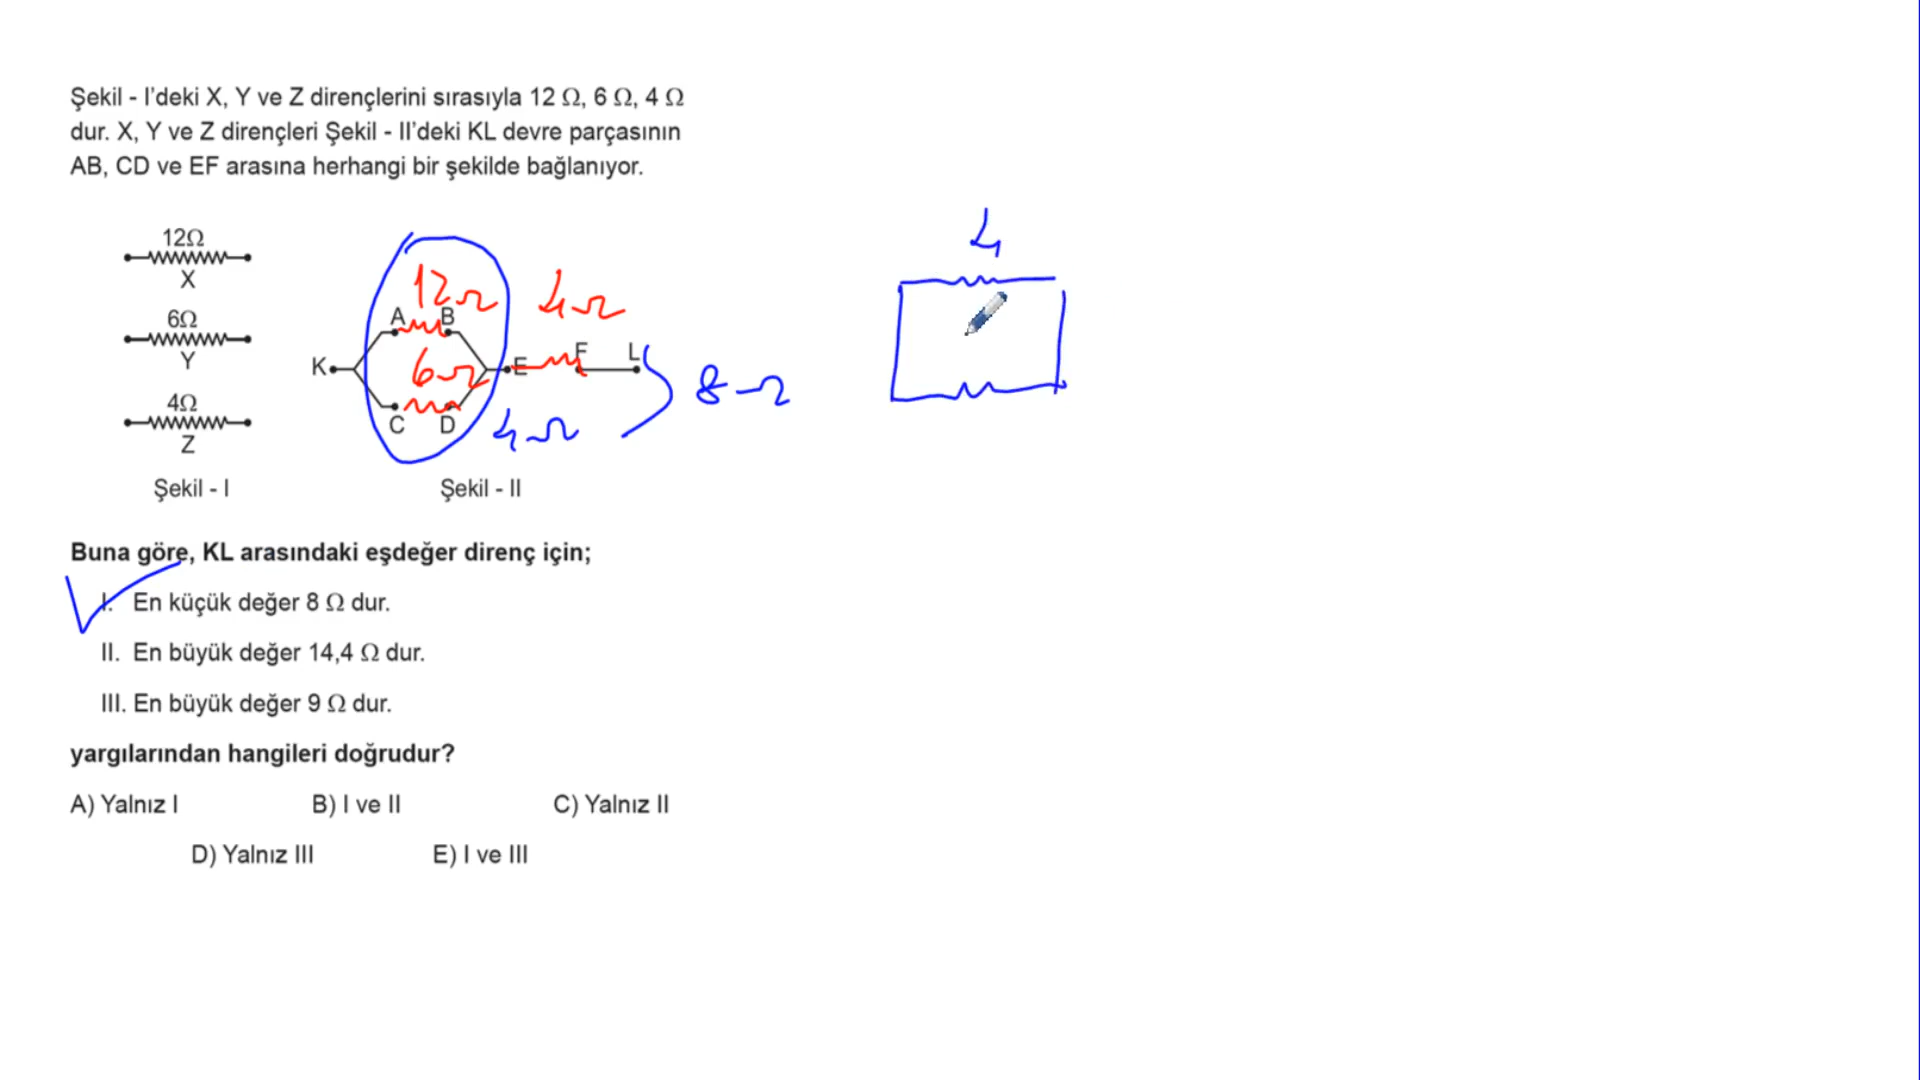 Şekil - I'deki X, Y ve Z dirençlerini sırasıyla 12 Ω, 6 Ω, 4 Ω
dur. X, Y ve Z dirençleri Şekil - II'deki KL devre parçasının
AB, CD ve EF arasına herhangi bir şekilde bağlanıyor.
12Ω
X
6Ω
Y
4Ω
Z
Şekil - I
12Ω
4Ω
A B
K
6Ω
E F L
C D
4Ω
8Ω
4
Şekil - II
Buna göre, KL arasındaki eşdeğer direnç için;
I. En küçük değer 8 Ω dur.
II. En büyük değer 14,4 Ω dur.
III. En büyük değer 9 Ω dur.
yargılarından hangileri doğrudur?
A) Yalnız I B) I ve II C) Yalnız II
D) Yalnız III E) I ve III